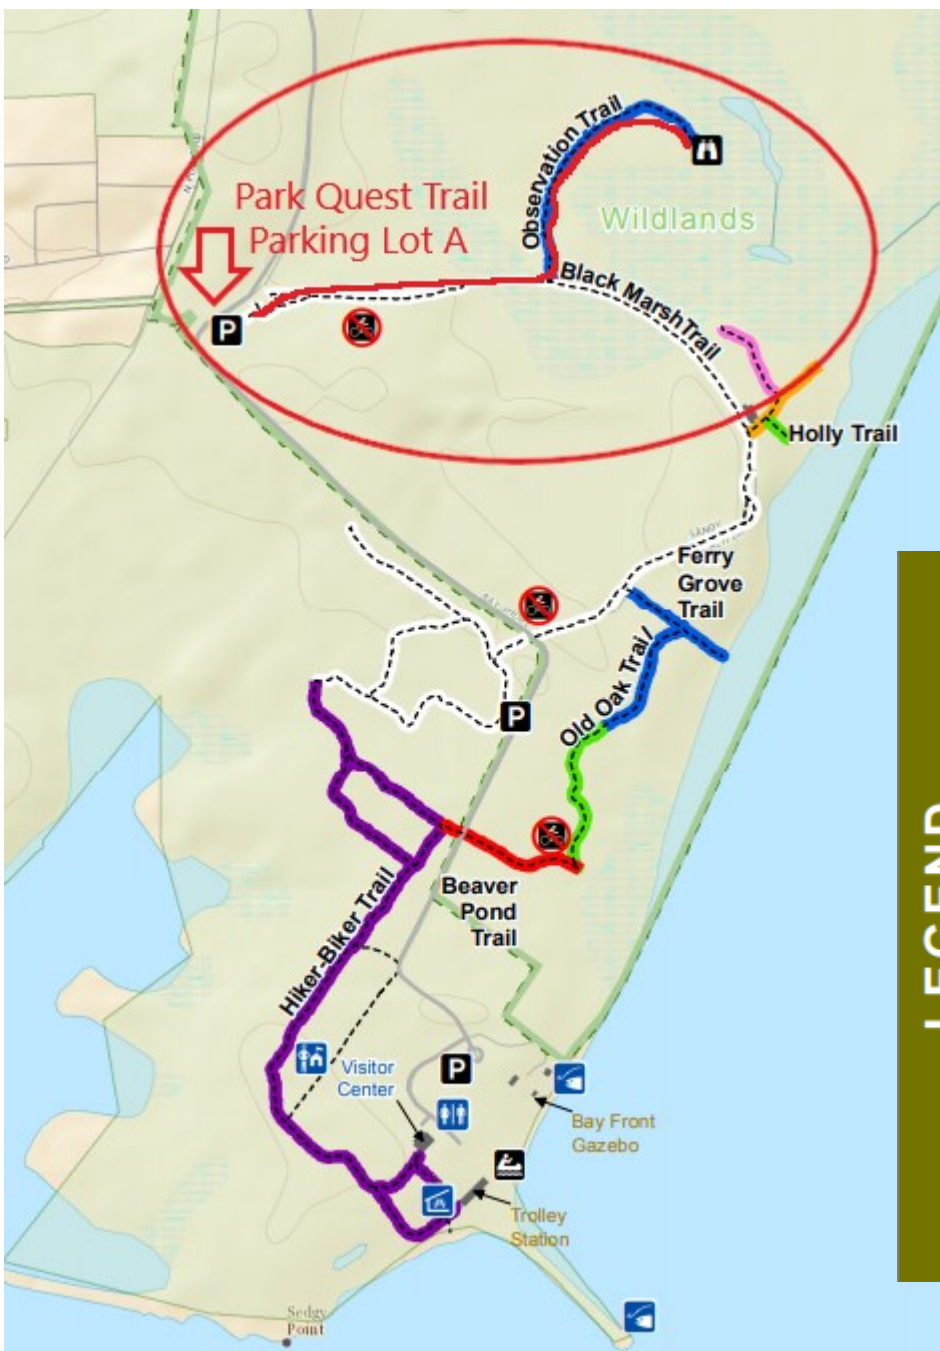 Observation Trail
Park Quest Trail
Parking Lot A
Wildlands
Black Marsh Trail
P
Holly Trail
Ferry
Grove
Trail
Old Oak Trail
P
Beaver
Pond
Trail
Hiker-Biker Trail
Visitor
Center
P
Bay Front
Gazebo
Trolley
Station
Sedgy
Point
LEGEND